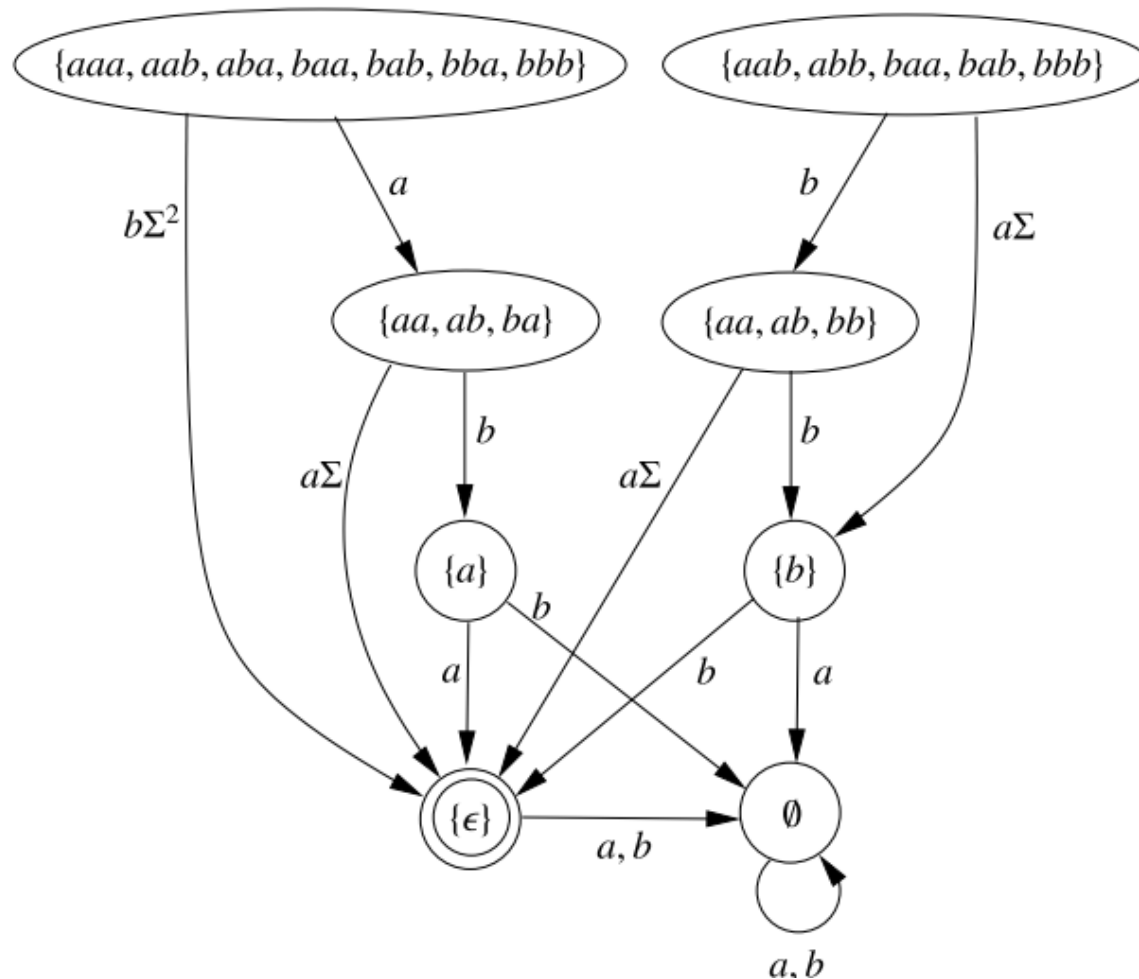 {aaa, aab, aba, baa, bab, bba, bbb}
{aab, abb, baa, bab, bbb}
a
b
bΣ²
aΣ
{aa, ab, ba}
{aa, ab, bb}
b
b
aΣ
aΣ
{a}
{b}
b
a
b
a
{ϵ}
∅
a, b
a, b